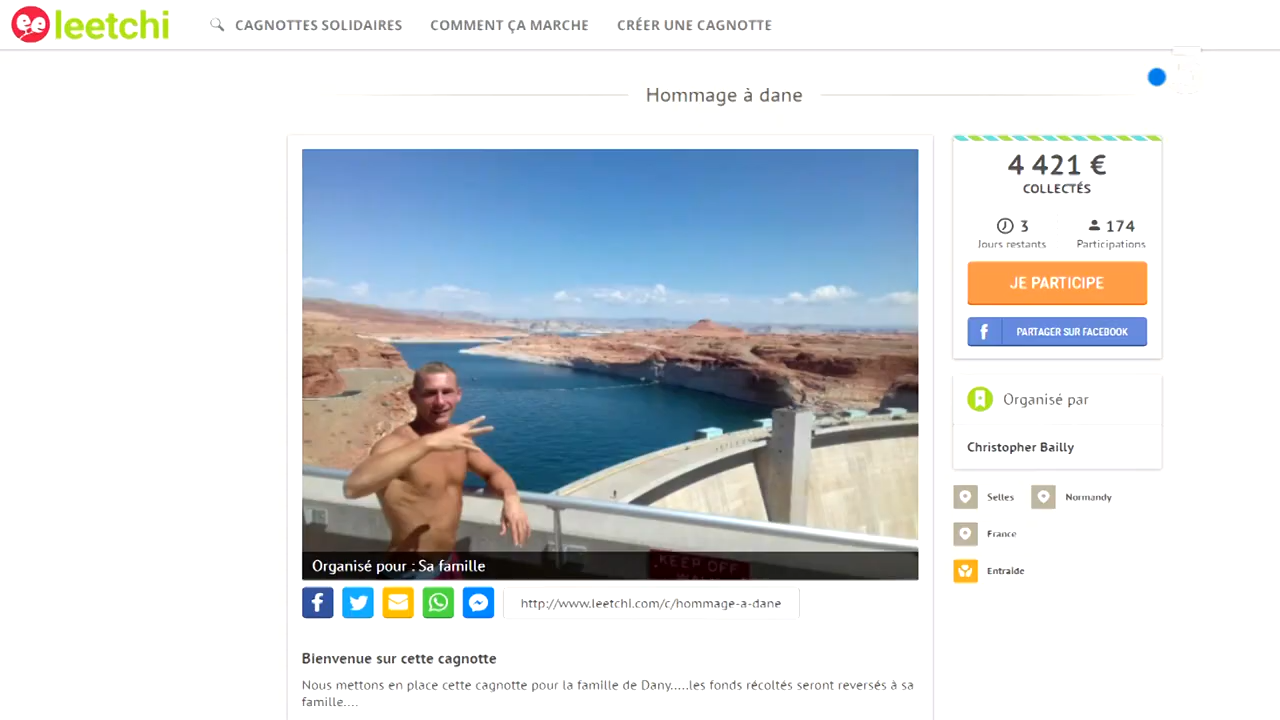 leetchi
CAGNOTTES SOLIDAIRES COMMENT ÇA MARCHE CRÉER UNE CAGNOTTE
Hommage à dane
4 421 €
COLLECTÉS
3
Jours restants
174
Participations
JE PARTICIPE
f PARTAGER SUR FACEBOOK
Organisé par
Christopher Bailly
Selles Normandy
France
Entraide
KEEP OFF
WALL
Organisé pour : Sa famille
http://www.leetchi.com/c/hommage-a-dane
Bienvenue sur cette cagnotte
Nous mettons en place cette cagnotte pour la famille de Dany.....les fonds récoltés seront reversés à sa
famille....